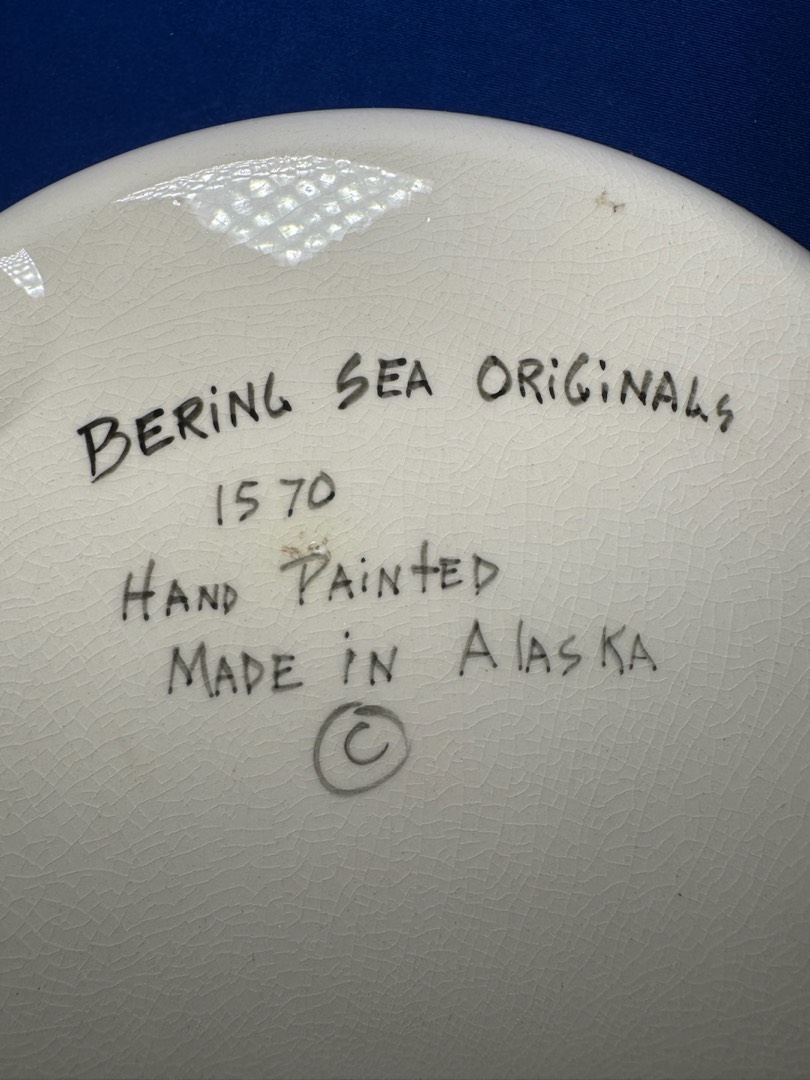 BERiNG SEA ORiGiNALS
1570
HAND PAiNtED
MADE iN AlASKA
©